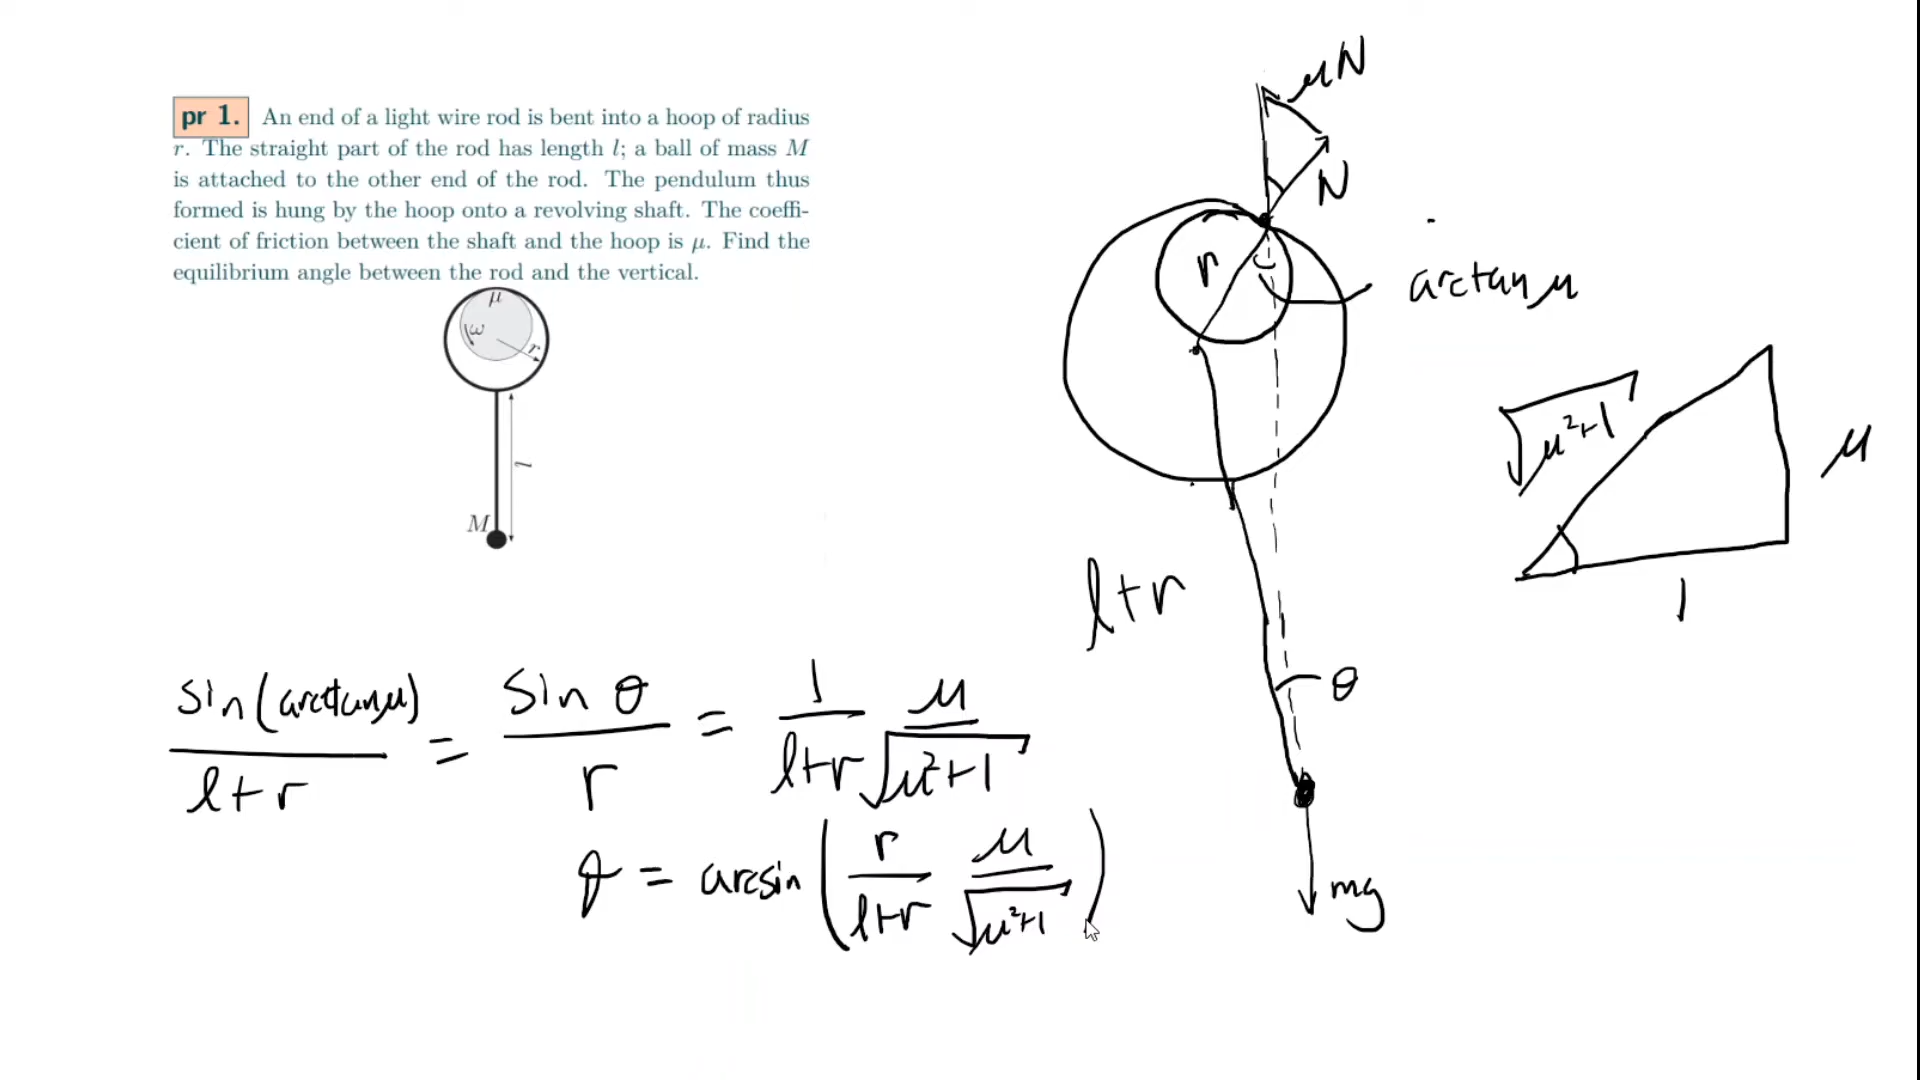 pr 1. An end of a light wire rod is bent into a hoop of radius
r. The straight part of the rod has length l; a ball of mass M
is attached to the other end of the rod. The pendulum thus
formed is hung by the hoop onto a revolving shaft. The coeffi-
cient of friction between the shaft and the hoop is μ. Find the
equilibrium angle between the rod and the vertical.
μ
ω
r
l
M
μN
N
r
arctan μ
√μ²+1
μ
1
l+r
θ
mg
sin(arctan μ)/l+r = sin θ/r = 1/l+r μ/√μ²+1
θ = arcsin(r/l+r μ/√μ²+1)